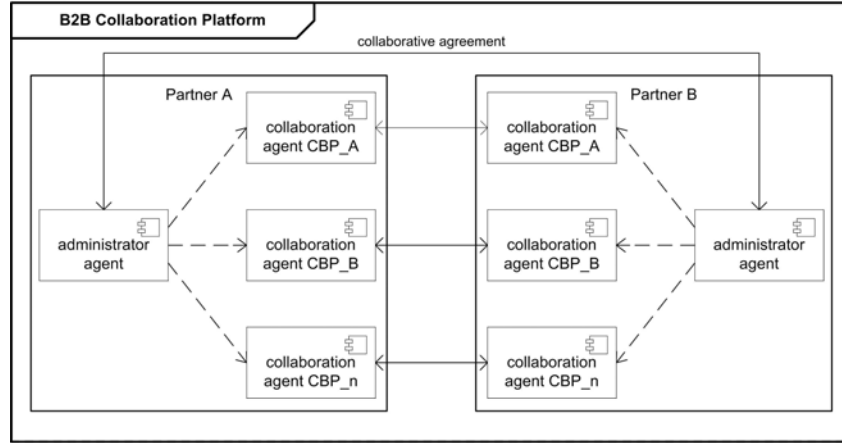 B2B Collaboration Platform
collaborative agreement
Partner A
Partner B
collaboration
agent CBP_A
collaboration
agent CBP_A
administrator
agent
collaboration
agent CBP_B
collaboration
agent CBP_B
administrator
agent
collaboration
agent CBP_n
collaboration
agent CBP_n